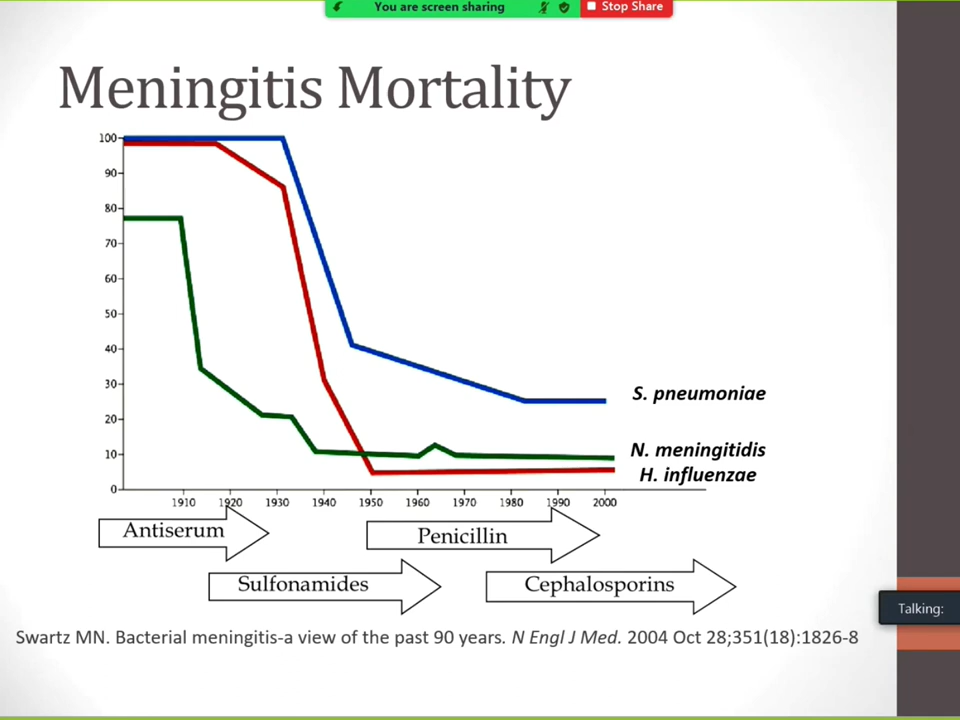 You are screen sharing
Stop Share
Meningitis Mortality
100
90
80
70
60
50
40
30
20
10
0
1910 1920 1930 1940 1950 1960 1970 1980 1990 2000
S. pneumoniae
N. meningitidis
H. influenzae
Antiserum
Penicillin
Sulfonamides
Cephalosporins
Talking:
Swartz MN. Bacterial meningitis-a view of the past 90 years. N Engl J Med. 2004 Oct 28;351(18):1826-8